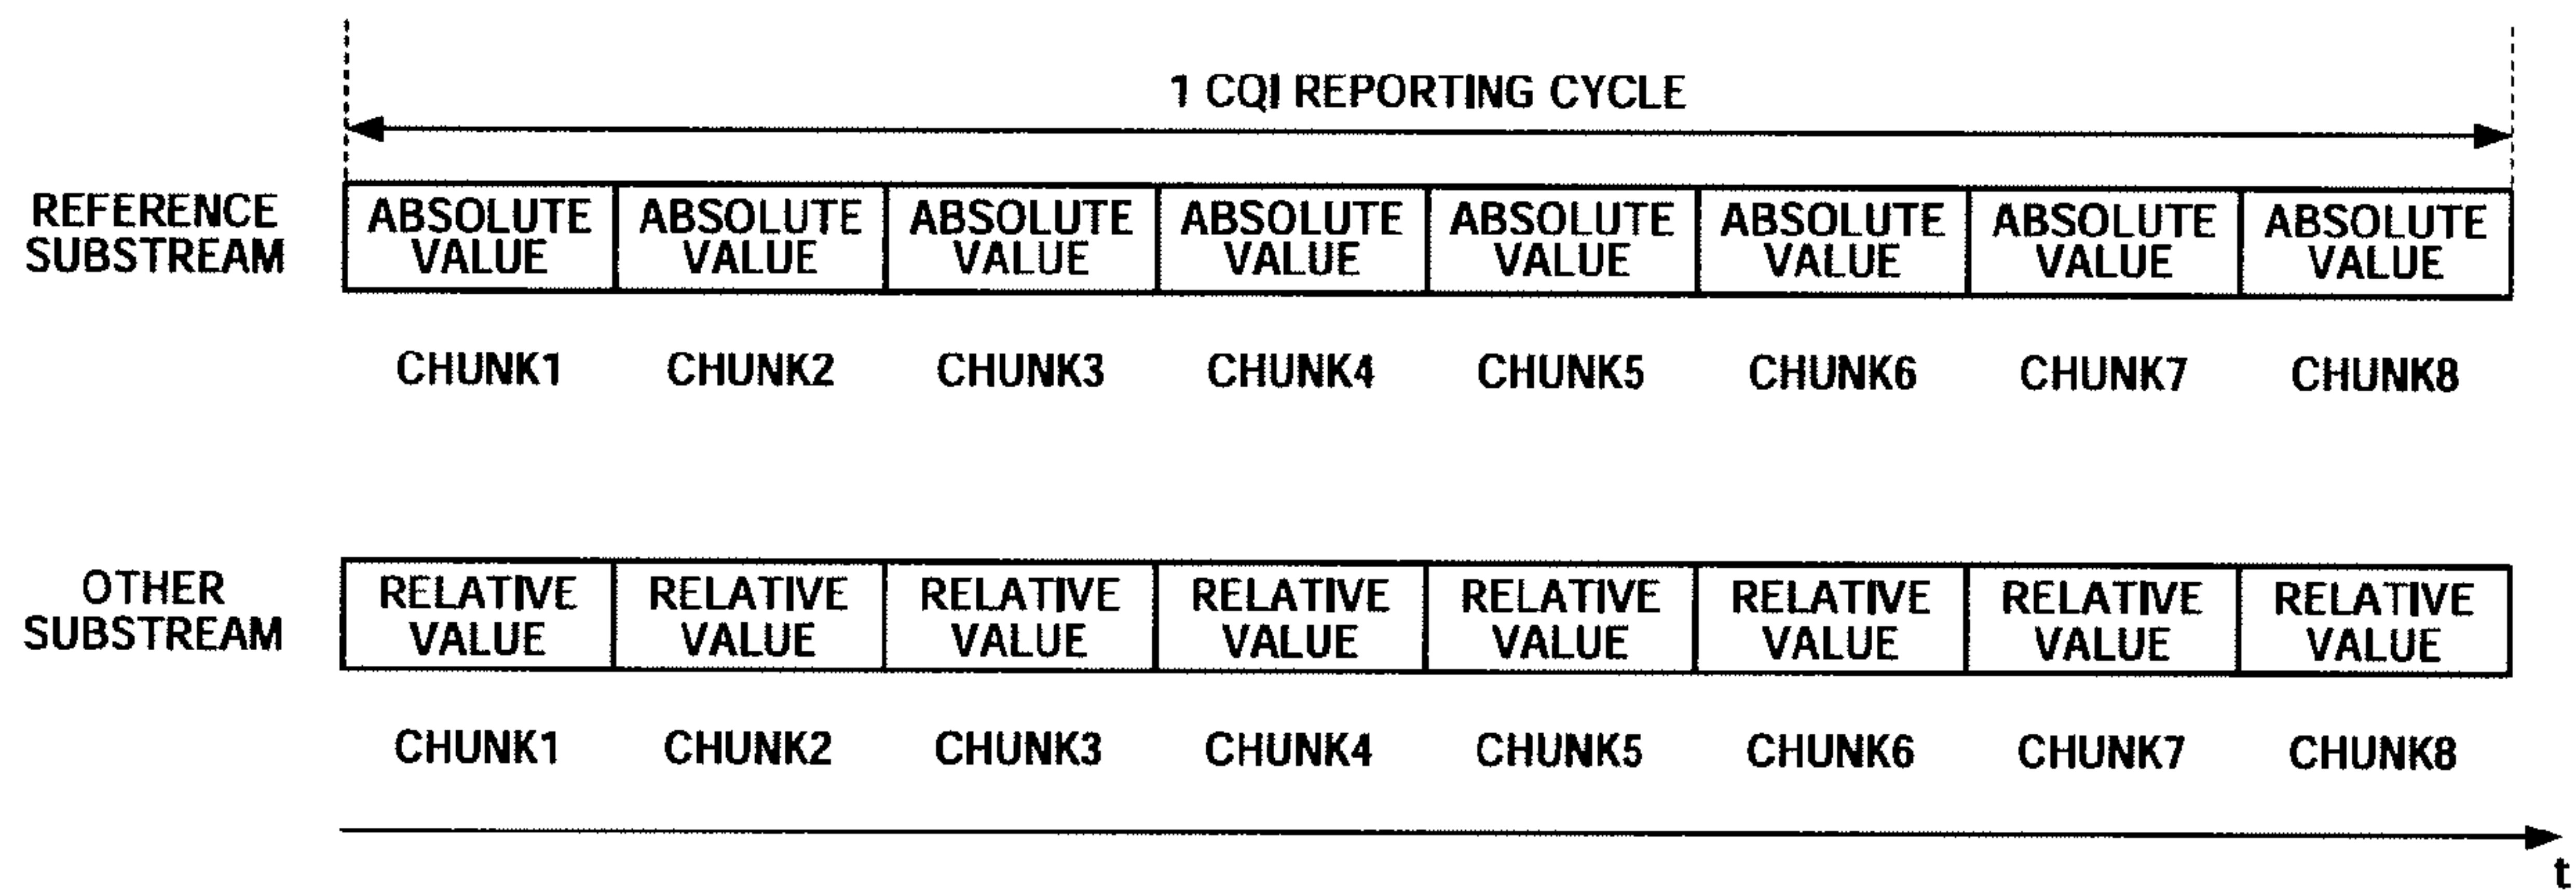 1 CQI REPORTING CYCLE
REFERENCE
SUBSTREAM
ABSOLUTE VALUE ABSOLUTE VALUE ABSOLUTE VALUE ABSOLUTE VALUE ABSOLUTE VALUE ABSOLUTE VALUE ABSOLUTE VALUE ABSOLUTE VALUE
CHUNK1 CHUNK2 CHUNK3 CHUNK4 CHUNK5 CHUNK6 CHUNK7 CHUNK8
OTHER
SUBSTREAM
RELATIVE VALUE RELATIVE VALUE RELATIVE VALUE RELATIVE VALUE RELATIVE VALUE RELATIVE VALUE RELATIVE VALUE RELATIVE VALUE
CHUNK1 CHUNK2 CHUNK3 CHUNK4 CHUNK5 CHUNK6 CHUNK7 CHUNK8
t